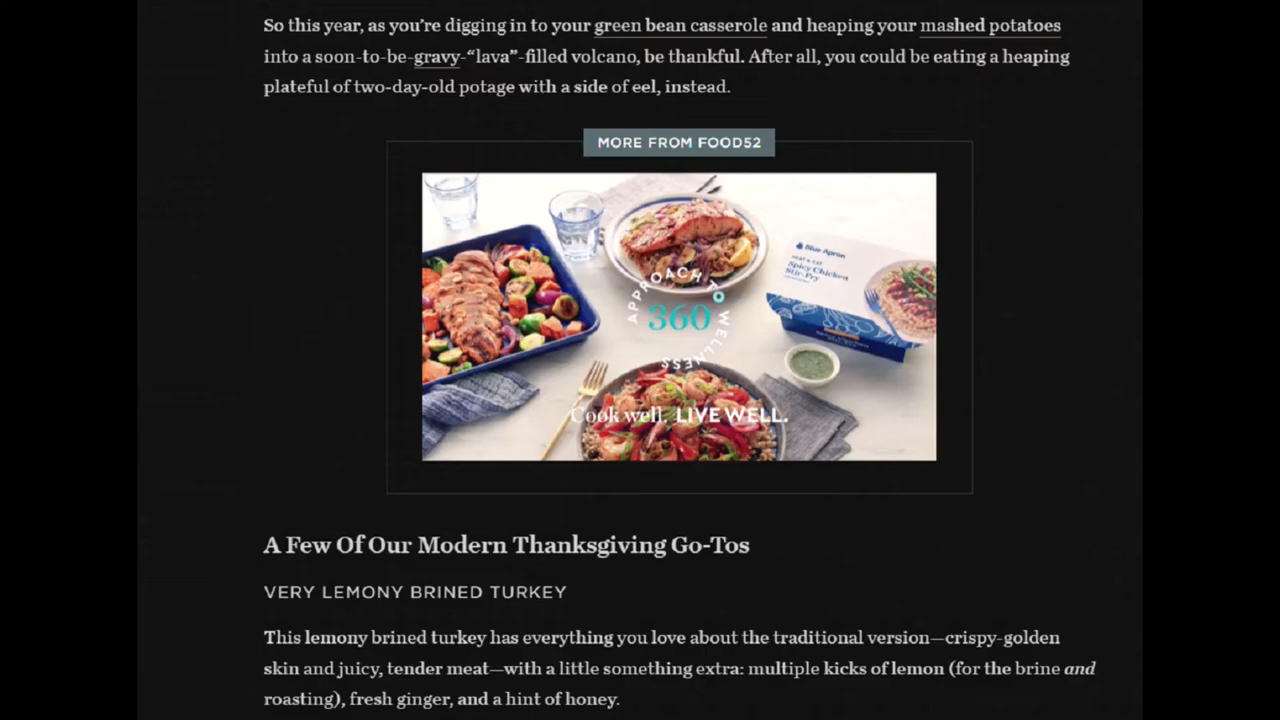 So this year, as you’re digging in to your green bean casserole and heaping your mashed potatoes
into a soon-to-be-gravy-“lava”-filled volcano, be thankful. After all, you could be eating a heaping
plateful of two-day-old potage with a side of eel, instead.
MORE FROM FOOD52
Blue Apron
HEAT & EAT
Spicy Chicken
Stir-Fry
APPROACH TO WELLNESS
360
Cook well. LIVE WELL.
A Few Of Our Modern Thanksgiving Go-Tos
VERY LEMONY BRINED TURKEY
This lemony brined turkey has everything you love about the traditional version—crispy-golden
skin and juicy, tender meat—with a little something extra: multiple kicks of lemon (for the brine and
roasting), fresh ginger, and a hint of honey.